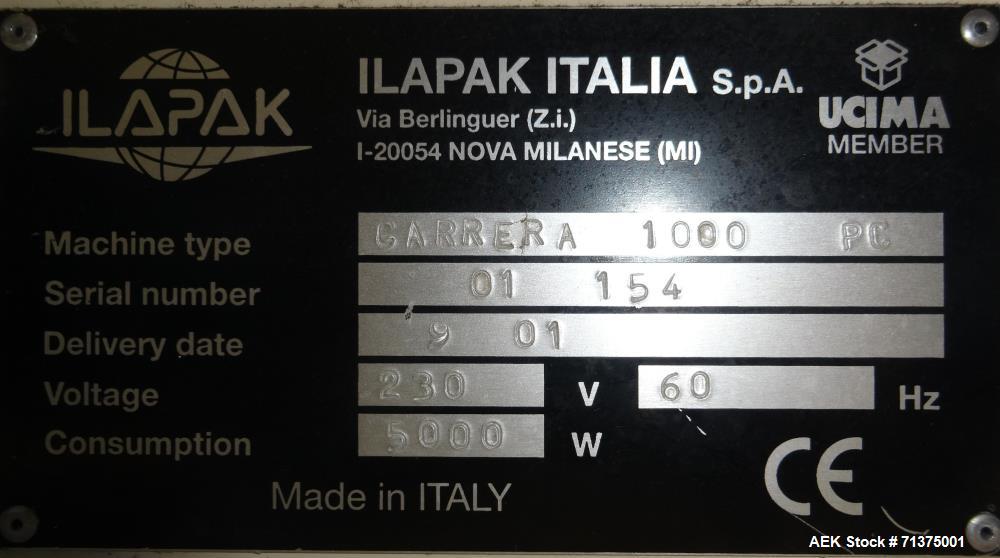 ILAPAK
ILAPAK ITALIA S.p.A.
Via Berlinguer (Z.i.)
I-20054 NOVA MILANESE (MI)
UCIMA
MEMBER
Machine type CARRERA 1000 PC
Serial number 01 154
Delivery date 9 01
Voltage 230 V 60 Hz
Consumption 5000 W
Made in ITALY
CE
AEK Stock # 71375001